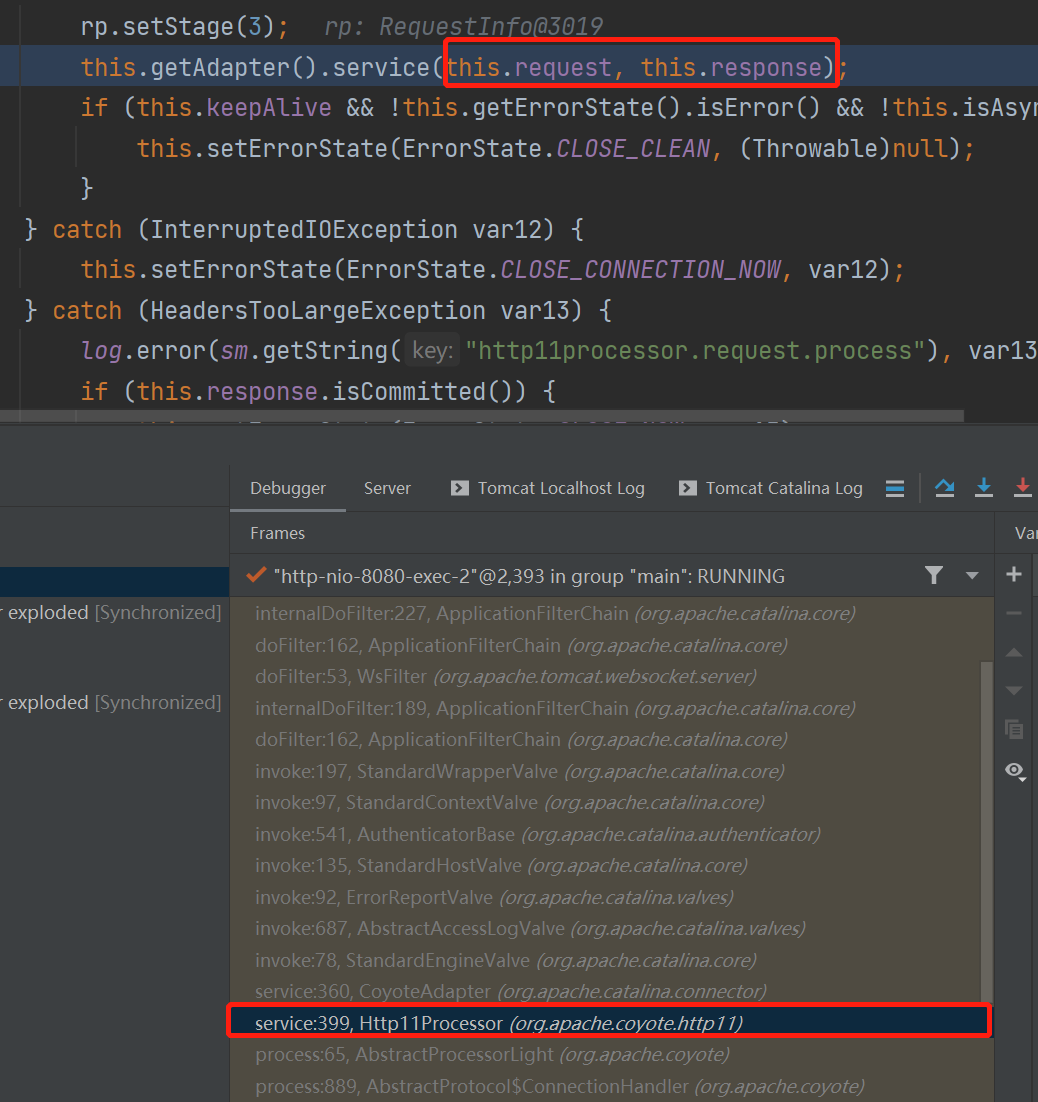 rp.setStage(3); rp: RequestInfo@3019
this.getAdapter().service(this.request, this.response);
if (this.keepAlive && !this.getErrorState().isError() && !this.isAsyn
this.setErrorState(ErrorState.CLOSE_CLEAN, (Throwable)null);
}
} catch (InterruptedIOException var12) {
this.setErrorState(ErrorState.CLOSE_CONNECTION_NOW, var12);
} catch (HeadersTooLargeException var13) {
log.error(sm.getString( key: "http11processor.request.process"), var13
if (this.response.isCommitted()) {
Debugger Server Tomcat Localhost Log Tomcat Catalina Log
Frames Var
"http-nio-8080-exec-2"@2,393 in group "main": RUNNING
internalDoFilter:227, ApplicationFilterChain (org.apache.catalina.core)
r exploded [Synchronized]
doFilter:162, ApplicationFilterChain (org.apache.catalina.core)
doFilter:53, WsFilter (org.apache.tomcat.websocket.server)
internalDoFilter:189, ApplicationFilterChain (org.apache.catalina.core)
r exploded [Synchronized]
doFilter:162, ApplicationFilterChain (org.apache.catalina.core)
invoke:197, StandardWrapperValve (org.apache.catalina.core)
invoke:97, StandardContextValve (org.apache.catalina.core)
invoke:541, AuthenticatorBase (org.apache.catalina.authenticator)
invoke:135, StandardHostValve (org.apache.catalina.core)
invoke:92, ErrorReportValve (org.apache.catalina.valves)
invoke:687, AbstractAccessLogValve (org.apache.catalina.valves)
invoke:78, StandardEngineValve (org.apache.catalina.core)
service:360, CoyoteAdapter (org.apache.catalina.connector)
service:399, Http11Processor (org.apache.coyote.http11)
process:65, AbstractProcessorLight (org.apache.coyote)
process:889, AbstractProtocol$ConnectionHandler (org.apache.coyote)